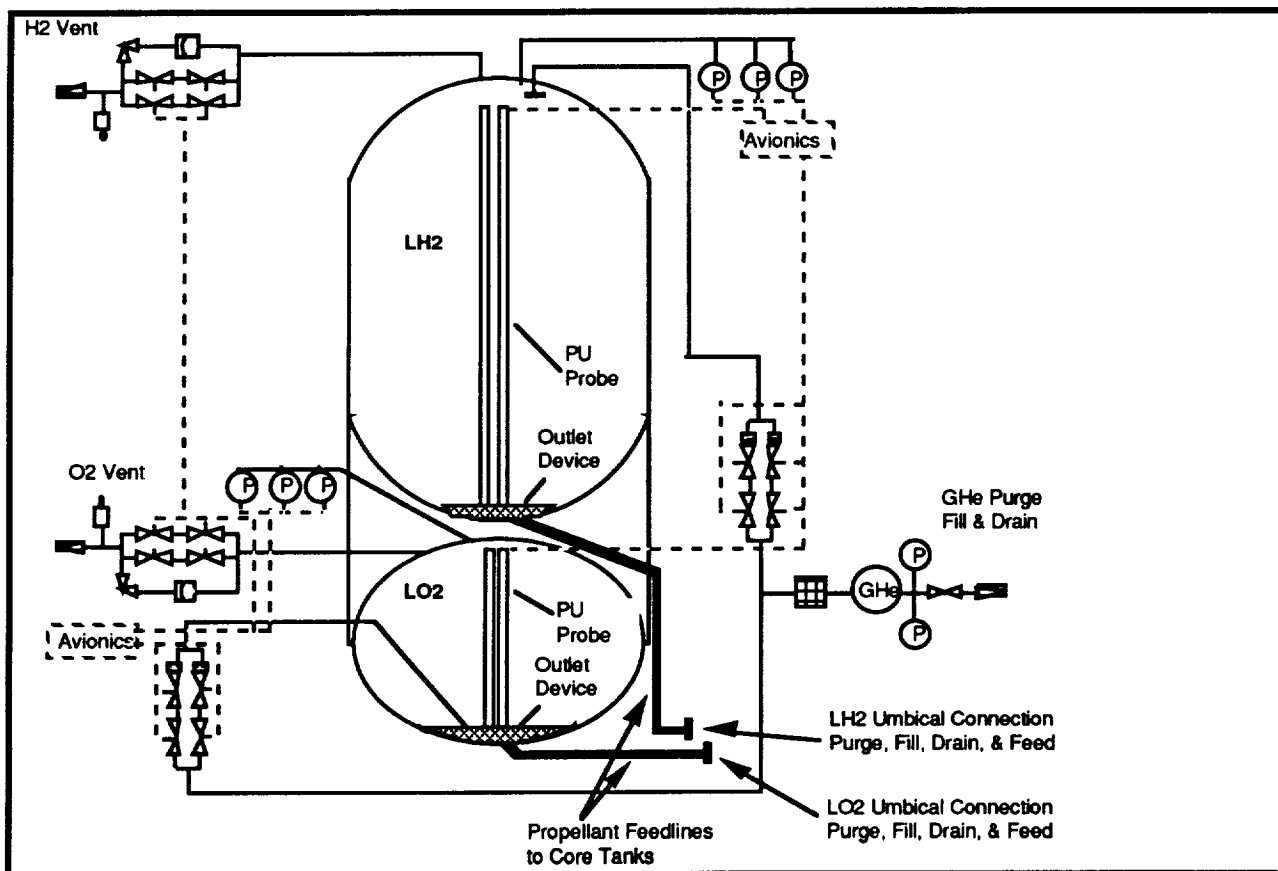 H2 Vent
P P P
Avionics
LH2
PU
Probe
Outlet
Device
O2 Vent
P P P
GHe Purge
Fill & Drain
P
GHe
P
LO2
PU
Probe
Avionics
Outlet
Device
LH2 Umbical Connection
Purge, Fill, Drain, & Feed
LO2 Umbical Connection
Purge, Fill, Drain, & Feed
Propellant Feedlines
to Core Tanks